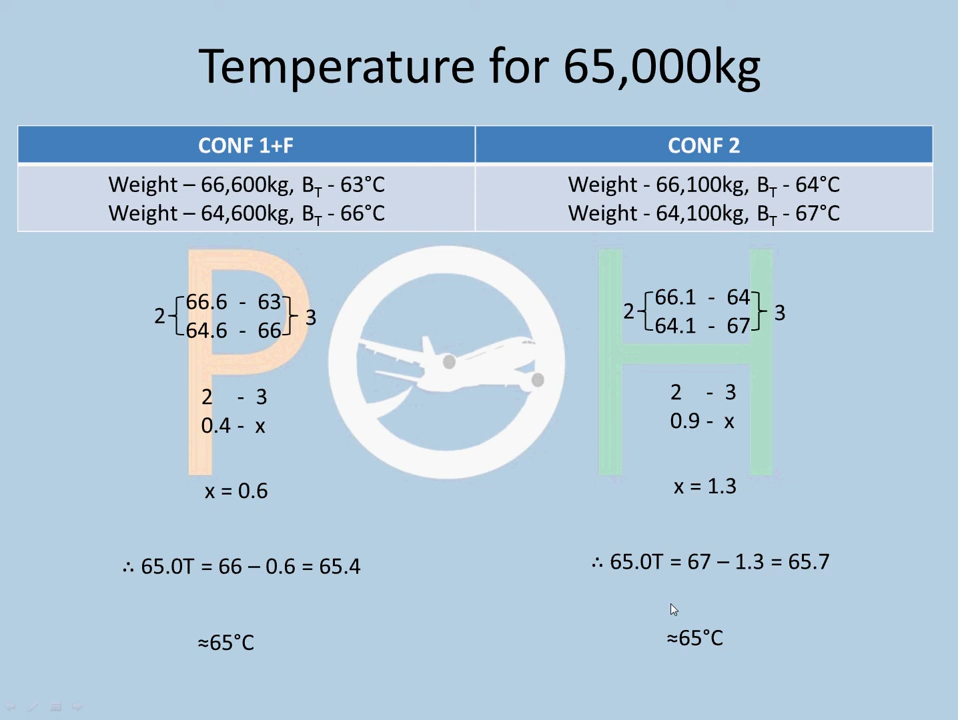 Temperature for 65,000kg
CONF 1+F
CONF 2
Weight – 66,600kg, B_T - 63°C
Weight – 64,600kg, B_T - 66°C
Weight - 66,100kg, B_T - 64°C
Weight - 64,100kg, B_T - 67°C
2 66.6 - 63 3
64.6 - 66
2 - 3
0.4 - x
x = 0.6
∴ 65.0T = 66 – 0.6 = 65.4
≈65°C
2 66.1 - 64 3
64.1 - 67
2 - 3
0.9 - x
x = 1.3
∴ 65.0T = 67 – 1.3 = 65.7
≈65°C
POH